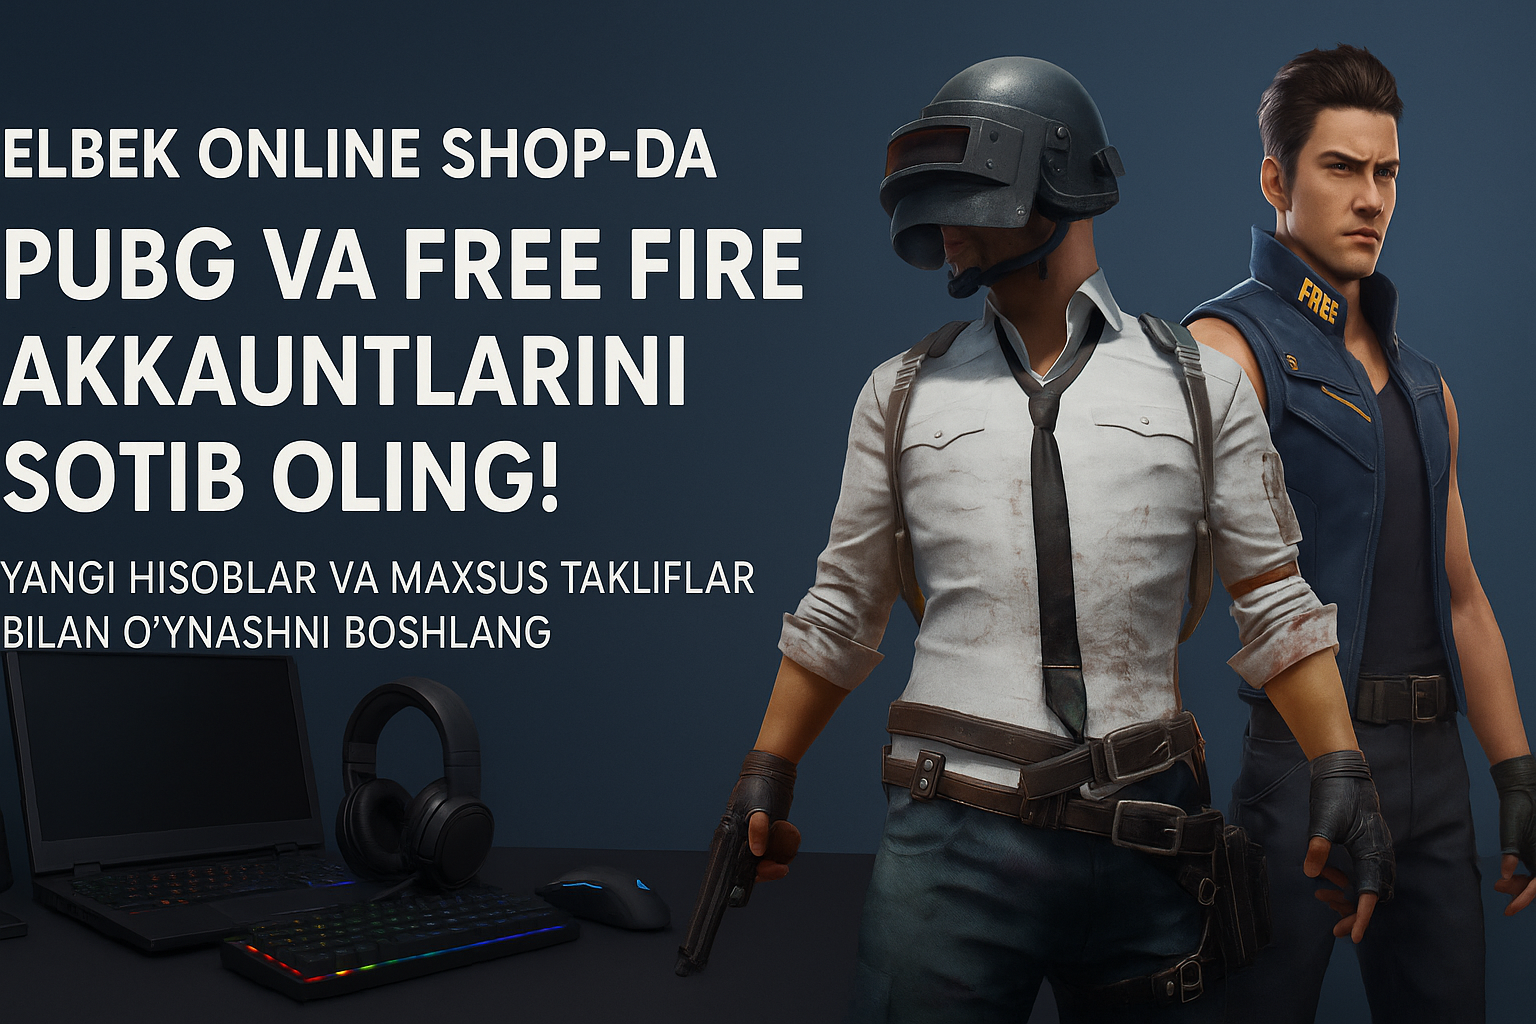 ELBEK ONLINE SHOP-DA
PUBG VA FREE FIRE
AKKAUNTLARINI
SOTIB OLING!
YANGI HISOBLAR VA MAXSUS TAKLIFLAR
BILAN O'YNASHNI BOSHLANG
FREE